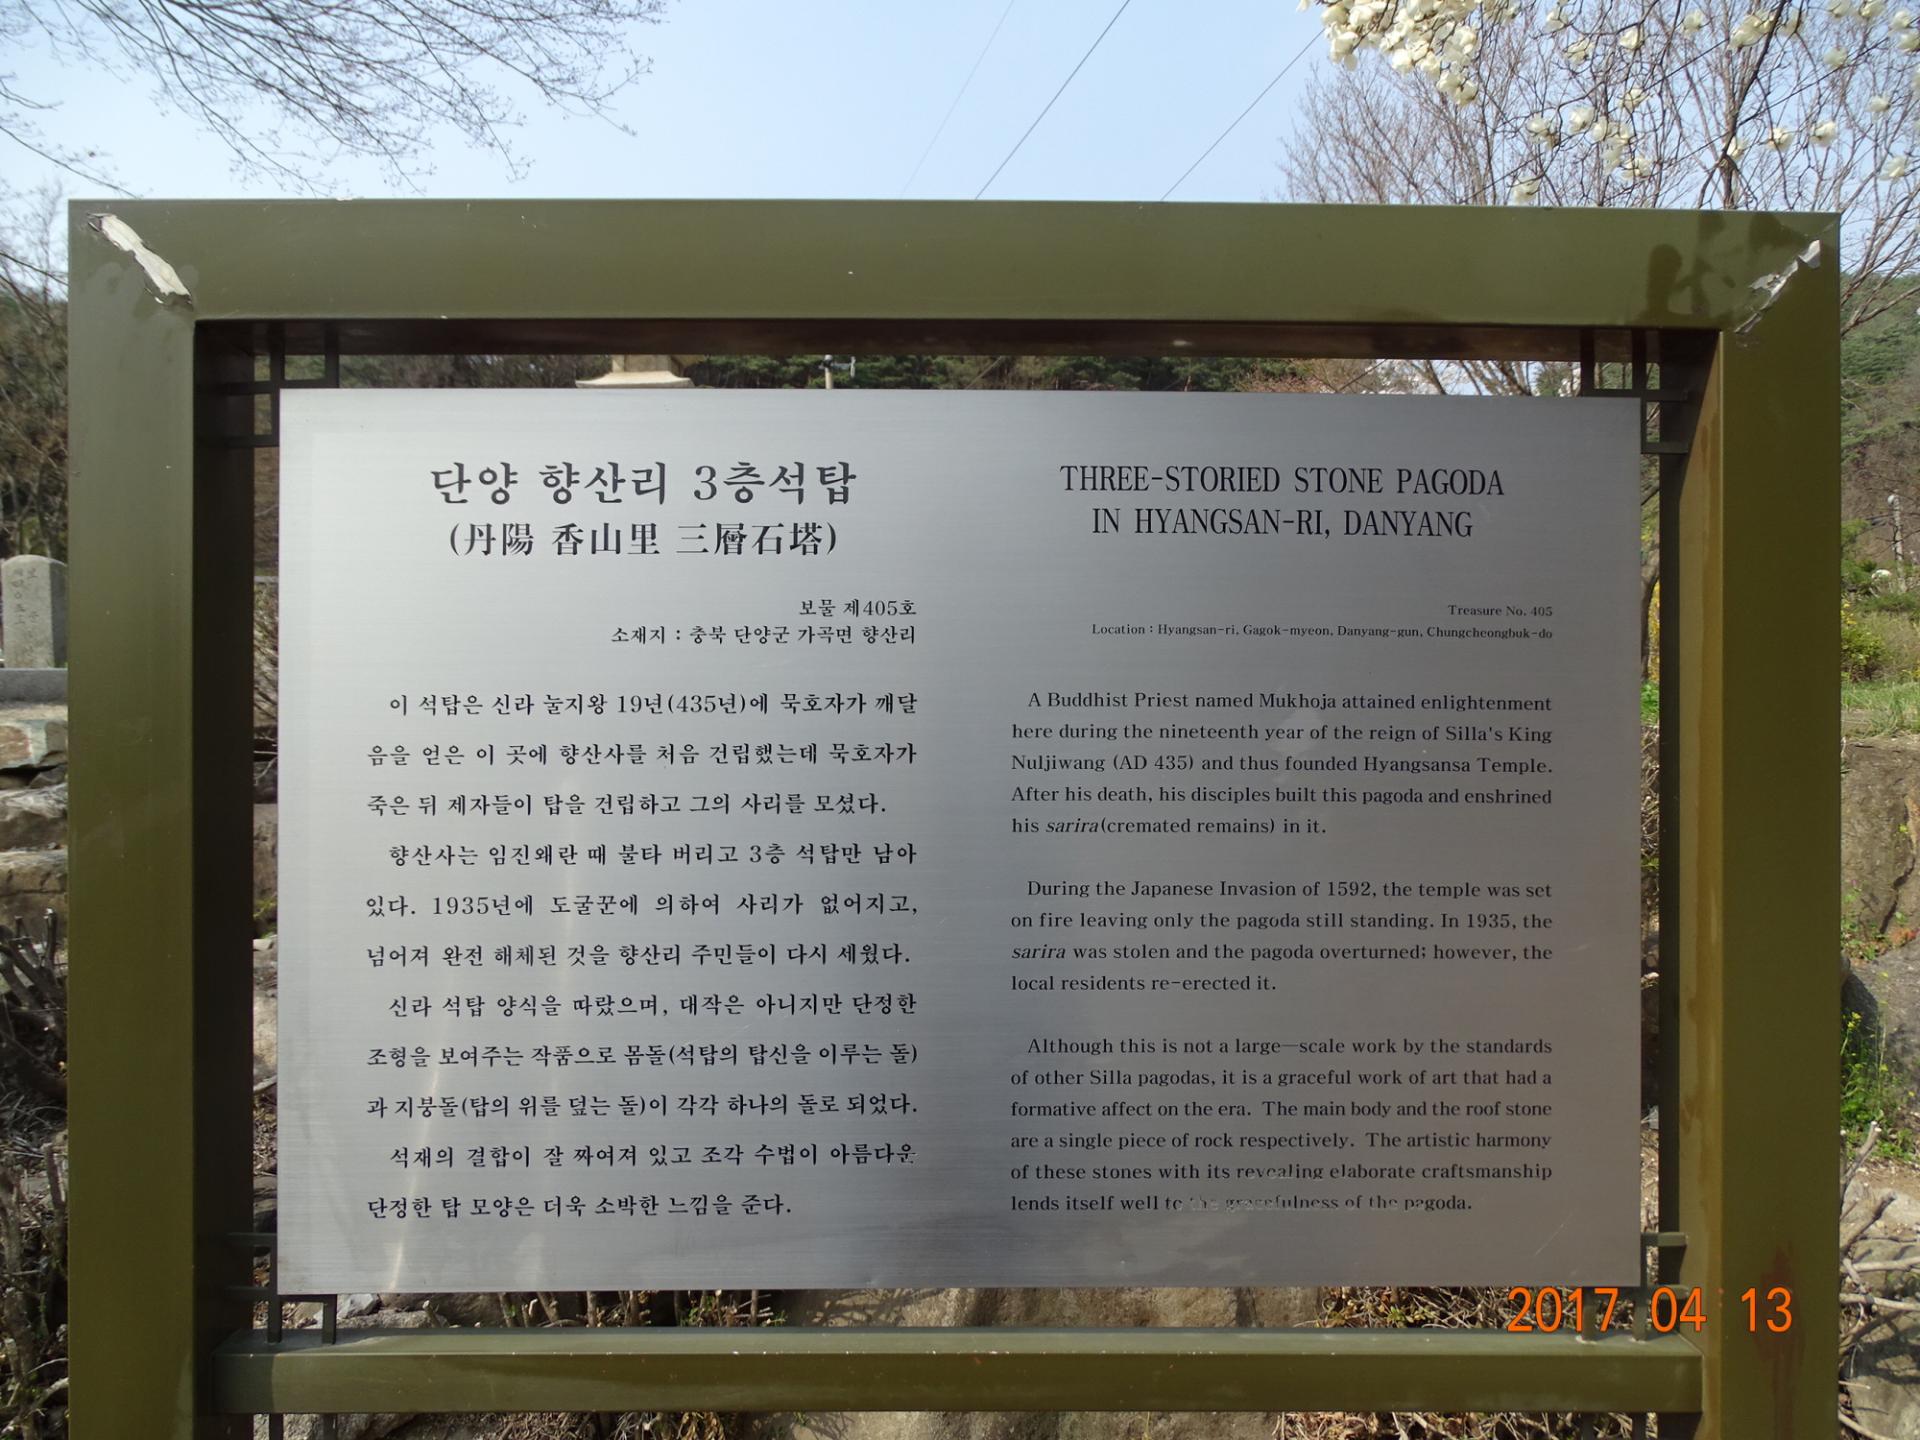 단양 향산리 3층석탑
(丹陽 香山里 三層石塔)
보물 제405호
소재지 : 충북 단양군 가곡면 향산리
이 석탑은 신라 눌지왕 19년(435년)에 묵호자가 깨달
음을 얻은 이 곳에 향산사를 처음 건립했는데 묵호자가
죽은 뒤 제자들이 탑을 건립하고 그의 사리를 모셨다.
향산사는 임진왜란 때 불타 버리고 3층 석탑만 남아
있다. 1935년에 도굴꾼에 의하여 사리가 없어지고,
넘어져 완전 해체된 것을 향산리 주민들이 다시 세웠다.
신라 석탑 양식을 따랐으며, 대작은 아니지만 단정한
조형을 보여주는 작품으로 몸돌(석탑의 탑신을 이루는 돌)
과 지붕돌(탑의 위를 덮는 돌)이 각각 하나의 돌로 되었다.
석재의 결합이 잘 짜여져 있고 조각 수법이 아름다운
단정한 탑 모양은 더욱 소박한 느낌을 준다.
THREE-STORIED STONE PAGODA
IN HYANGSAN-RI, DANYANG
Treasure No. 405
Location : Hyangsan-ri, Gagok-myeon, Danyang-gun, Chungcheongbuk-do
A Buddhist Priest named Mukhoja attained enlightenment
here during the nineteenth year of the reign of Silla's King
Nuljiwang (AD 435) and thus founded Hyangsansa Temple.
After his death, his disciples built this pagoda and enshrined
his sarira(cremated remains) in it.
During the Japanese Invasion of 1592, the temple was set
on fire leaving only the pagoda still standing. In 1935, the
sarira was stolen and the pagoda overturned; however, the
local residents re-erected it.
Although this is not a large—scale work by the standards
of other Silla pagodas, it is a graceful work of art that had a
formative affect on the era. The main body and the roof stone
are a single piece of rock respectively. The artistic harmony
of these stones with its revealing elaborate craftsmanship
lends itself well to the gracefulness of the pagoda.
2017 04 13